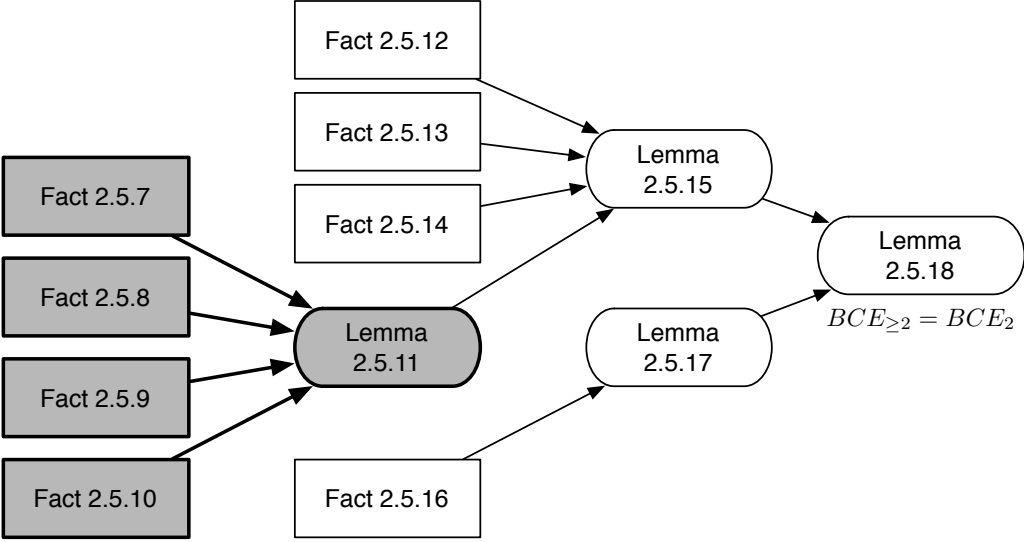 Fact 2.5.12
Fact 2.5.13
Fact 2.5.14
Lemma
2.5.15
Fact 2.5.7
Fact 2.5.8
Fact 2.5.9
Fact 2.5.10
Lemma
2.5.11
Lemma
2.5.17
Fact 2.5.16
Lemma
2.5.18
BCE≥2 = BCE2